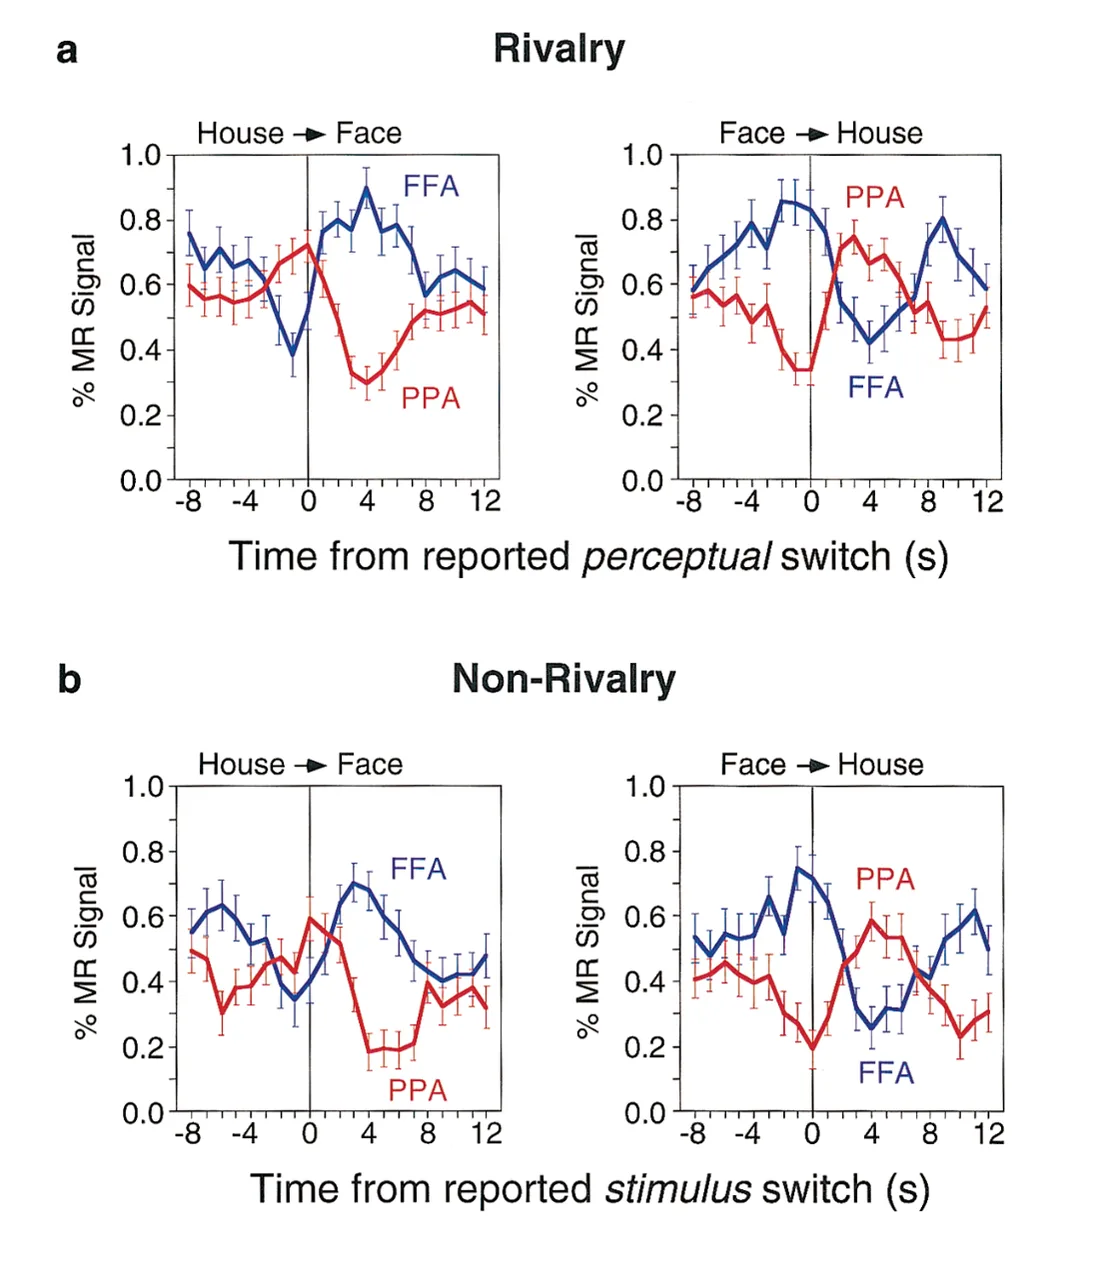 a
Rivalry
House → Face
% MR Signal
1.0
0.8
0.6
0.4
0.2
0.0
FFA
PPA
-8 -4 0 4 8 12
Face → House
% MR Signal
1.0
0.8
0.6
0.4
0.2
0.0
PPA
FFA
-8 -4 0 4 8 12
Time from reported perceptual switch (s)
b
Non-Rivalry
House → Face
% MR Signal
1.0
0.8
0.6
0.4
0.2
0.0
FFA
PPA
-8 -4 0 4 8 12
Face → House
% MR Signal
1.0
0.8
0.6
0.4
0.2
0.0
PPA
FFA
-8 -4 0 4 8 12
Time from reported stimulus switch (s)